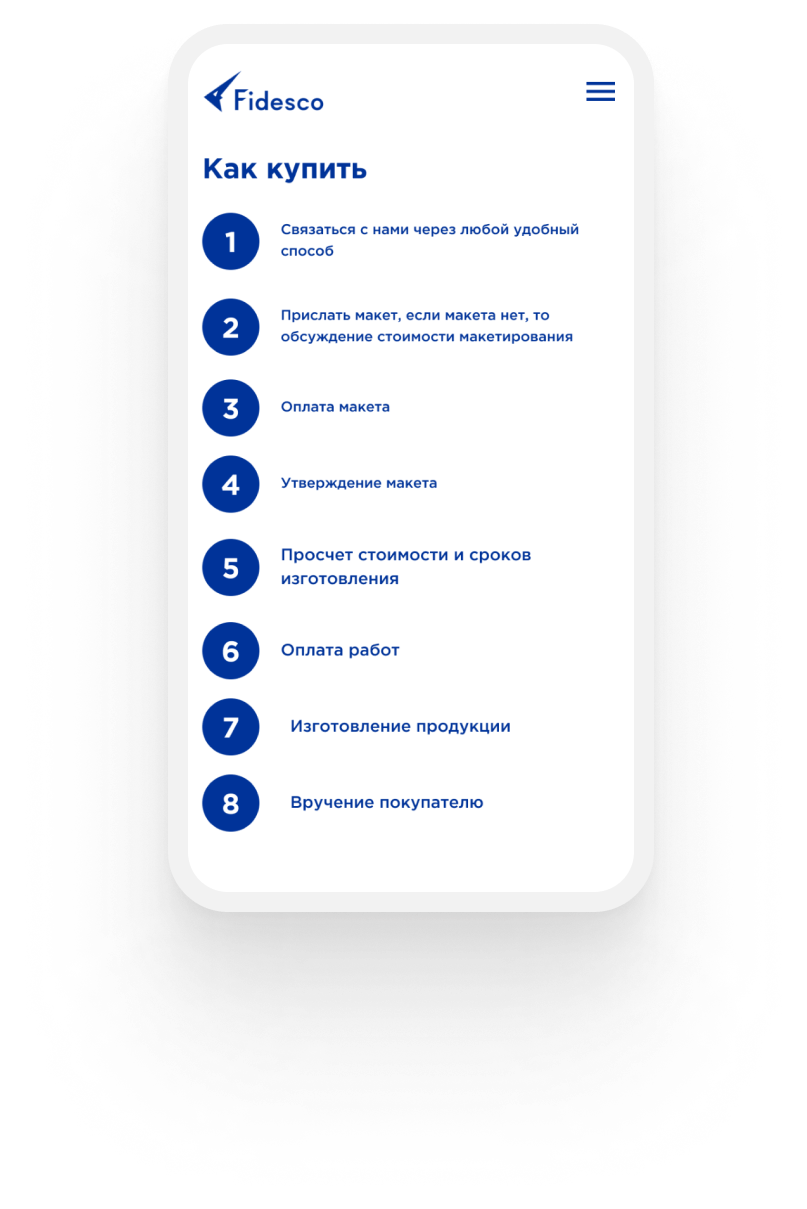 Fidesco
Как купить
1
Связаться с нами через любой удобный
способ
2
Прислать макет, если макета нет, то
обсуждение стоимости макетирования
3
Оплата макета
4
Утверждение макета
5
Просчет стоимости и сроков
изготовления
6
Оплата работ
7
Изготовление продукции
8
Вручение покупателю